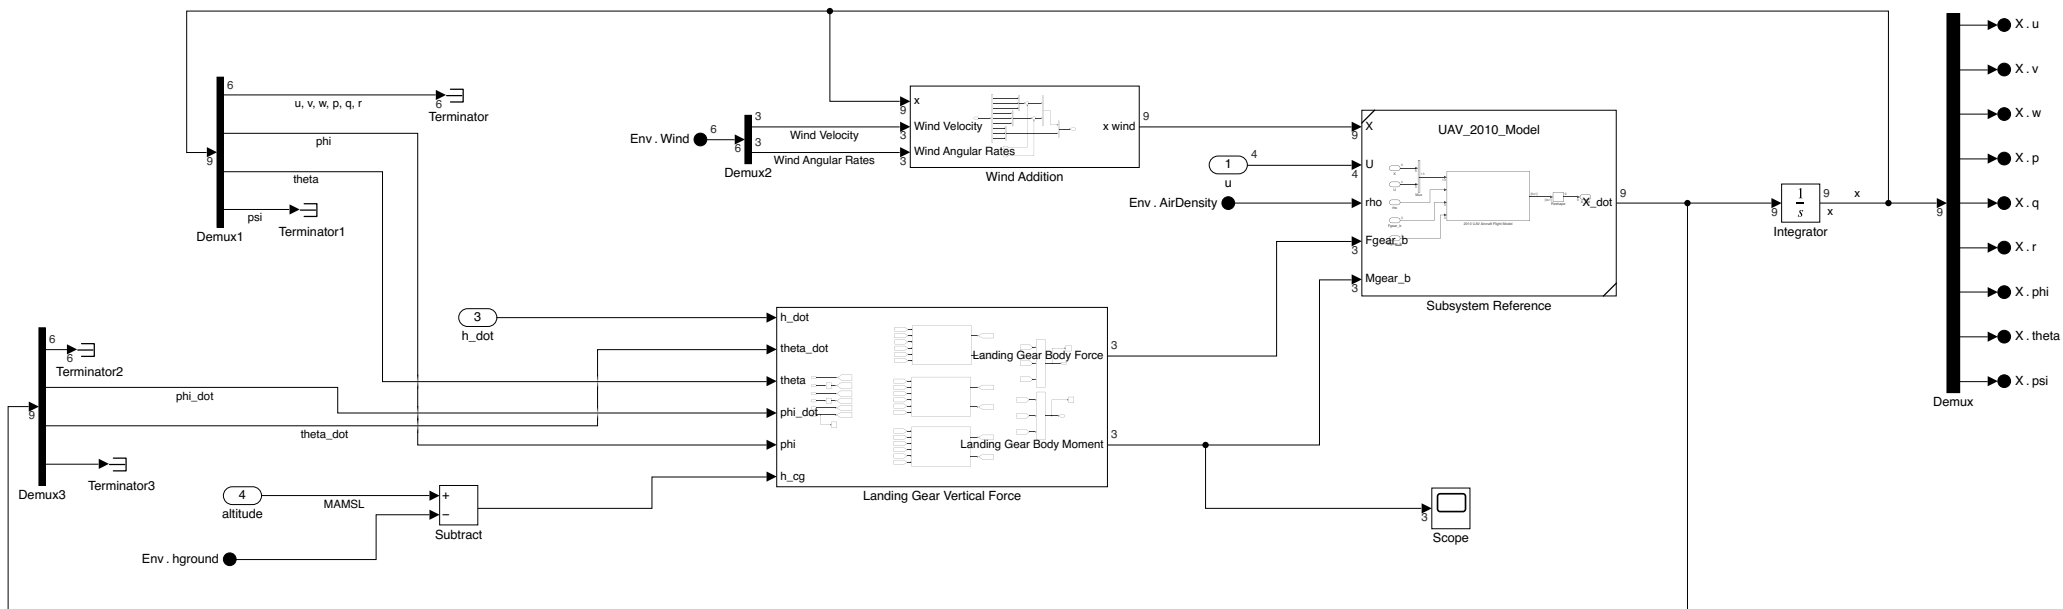 X . u
X . v
X . w
X . p
X . q
X . r
X . phi
X . theta
X . psi
9
Demux
6
u, v, w, p, q, r
6
Terminator
phi
9
theta
psi
Terminator1
Demux1
Env . Wind
6
6
3
Wind Velocity
3
Wind Angular Rates
Demux2
x
9
Wind Velocity
3
Wind Angular Rates
3
x wind
9
Wind Addition
UAV_2010_Model
X
9
1
4
u
U
4
Env . AirDensity
rho
Fgear_b
3
Mgear_b
3
X_dot
9
Subsystem Reference
9
1
s
9
x
x
Integrator
3
h_dot
h_dot
theta_dot
theta
phi_dot
phi
h_cg
Landing Gear Body Force
3
Landing Gear Body Moment
3
Landing Gear Vertical Force
6
6
Terminator2
phi_dot
9
theta_dot
Terminator3
Demux3
4
altitude
MAMSL
+
−
Subtract
Env . hground
3
Scope